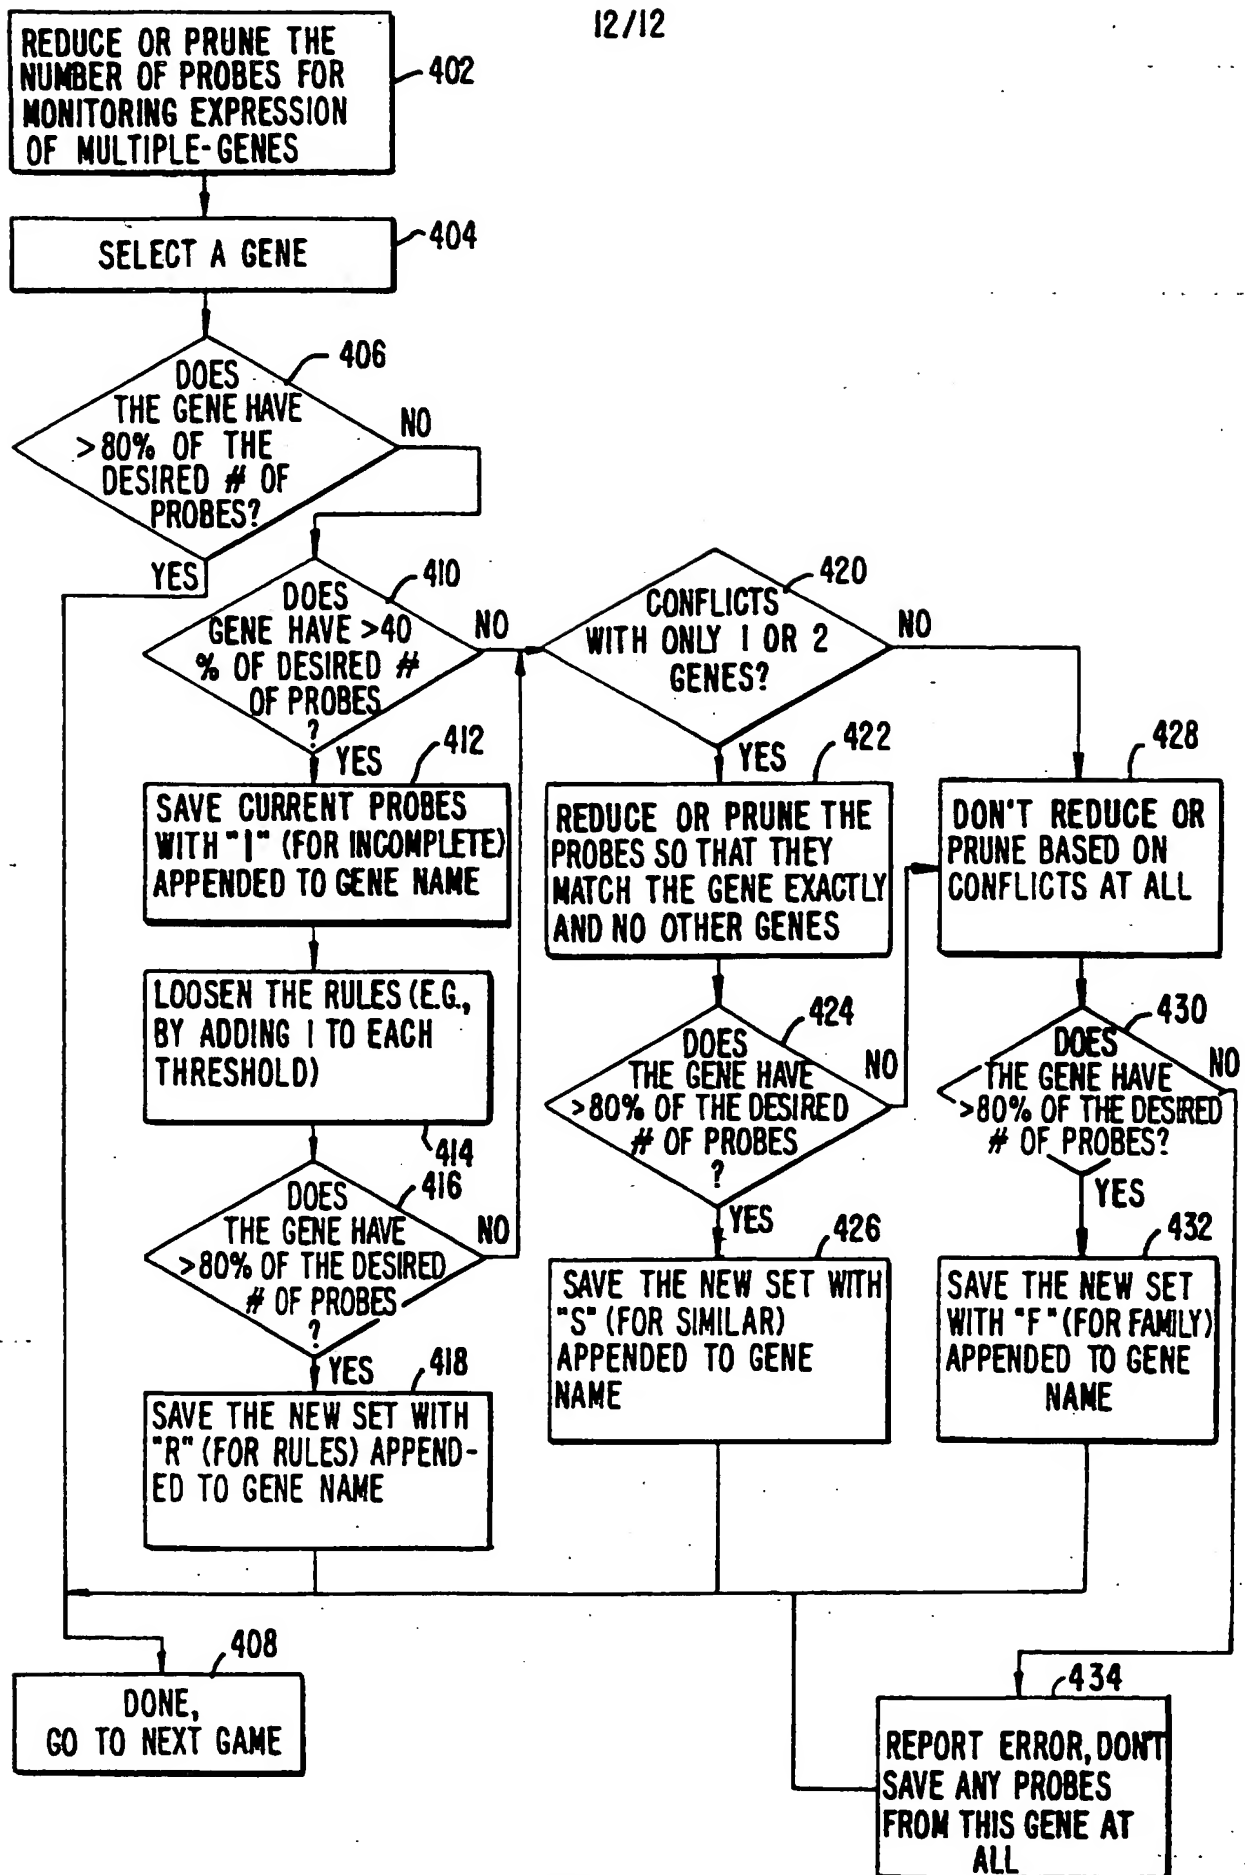 12/12
REDUCE OR PRUNE THE
NUMBER OF PROBES FOR
MONITORING EXPRESSION
OF MULTIPLE-GENES
402
SELECT A GENE
404
406
DOES
THE GENE HAVE
>80% OF THE
DESIRED # OF
PROBES?
NO
YES
410
DOES
GENE HAVE >40
% OF DESIRED #
OF PROBES
?
NO
YES
412
SAVE CURRENT PROBES
WITH "I" (FOR INCOMPLETE)
APPENDED TO GENE NAME
LOOSEN THE RULES (E.G.,
BY ADDING 1 TO EACH
THRESHOLD)
414
416
DOES
THE GENE HAVE
>80% OF THE DESIRED
# OF PROBES
?
NO
YES
418
SAVE THE NEW SET WITH
"R" (FOR RULES) APPEND-
ED TO GENE NAME
420
CONFLICTS
WITH ONLY 1 OR 2
GENES?
NO
YES
422
REDUCE OR PRUNE THE
PROBES SO THAT THEY
MATCH THE GENE EXACTLY
AND NO OTHER GENES
424
DOES
THE GENE HAVE
>80% OF THE DESIRED
# OF PROBES
?
NO
YES
426
SAVE THE NEW SET WITH
"S" (FOR SIMILAR)
APPENDED TO GENE
NAME
428
DON'T REDUCE OR
PRUNE BASED ON
CONFLICTS AT ALL
430
DOES
THE GENE HAVE
>80% OF THE DESIRED
# OF PROBES?
NO
YES
432
SAVE THE NEW SET
WITH "F" (FOR FAMILY)
APPENDED TO GENE
NAME
408
DONE,
GO TO NEXT GAME
434
REPORT ERROR, DON'T
SAVE ANY PROBES
FROM THIS GENE AT
ALL